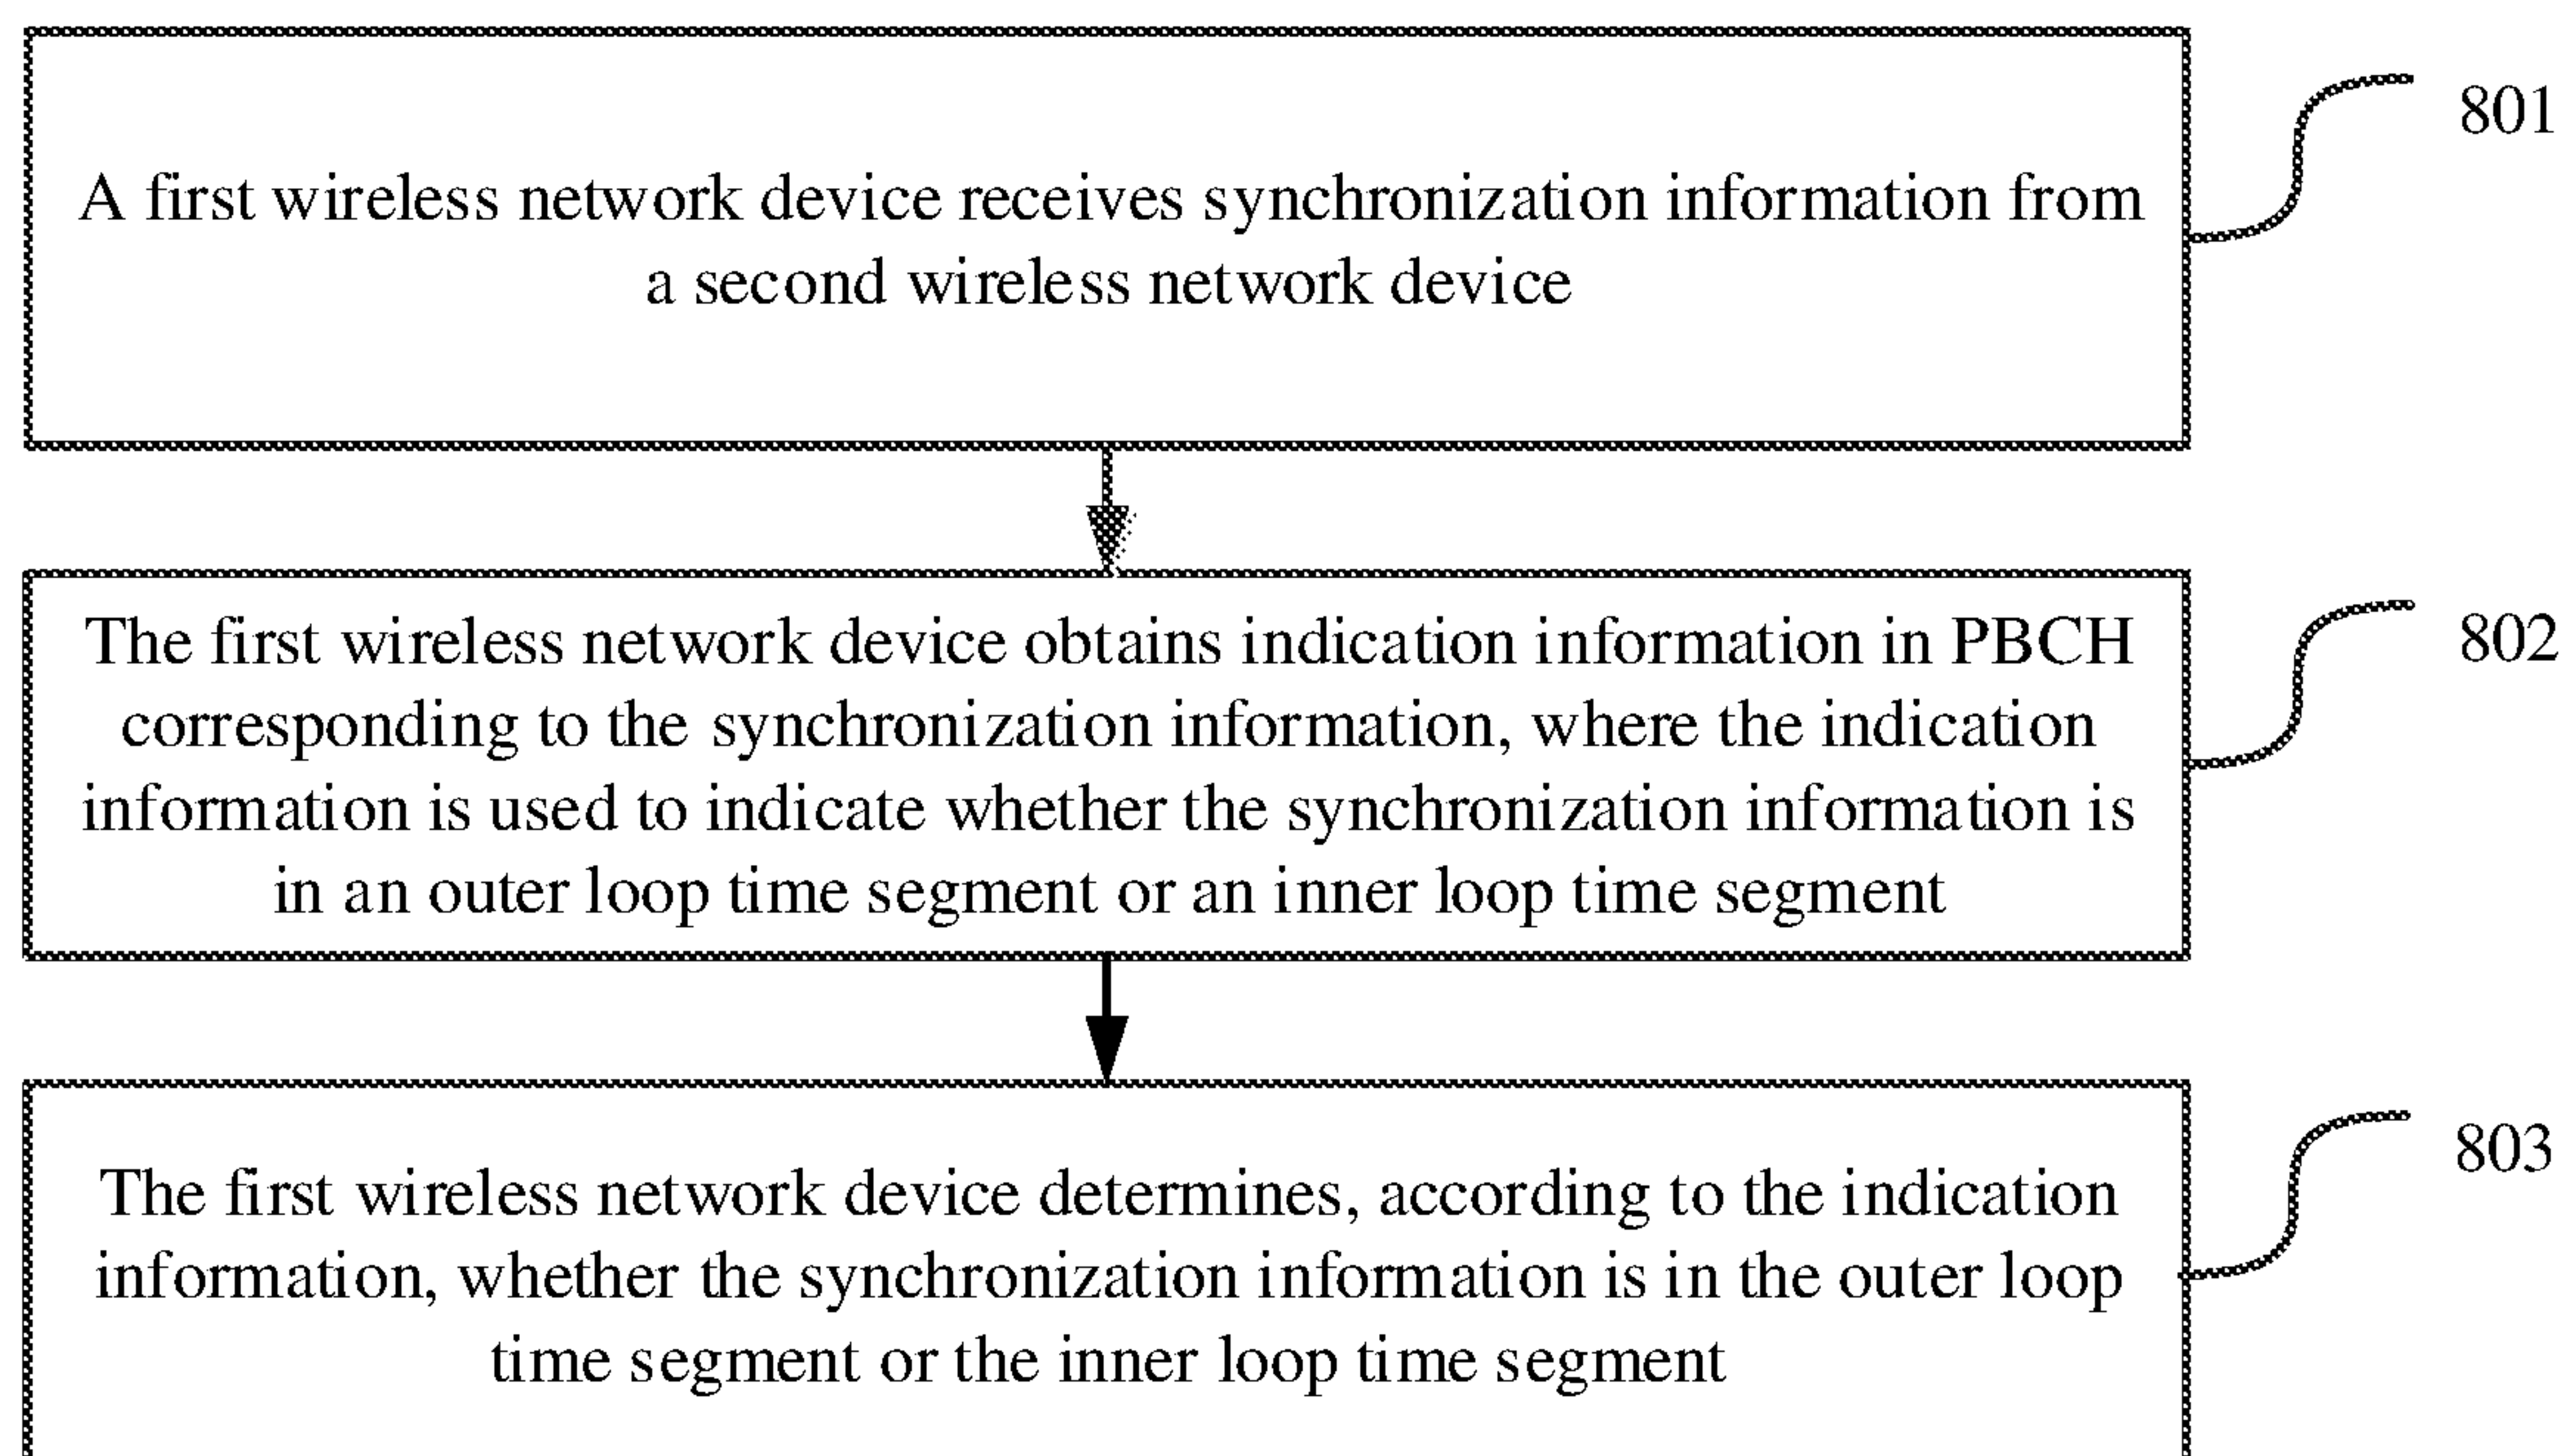 A first wireless network device receives synchronization information from
a second wireless network device
801
The first wireless network device obtains indication information in PBCH
corresponding to the synchronization information, where the indication
information is used to indicate whether the synchronization information is
in an outer loop time segment or an inner loop time segment
802
The first wireless network device determines, according to the indication
information, whether the synchronization information is in the outer loop
time segment or the inner loop time segment
803